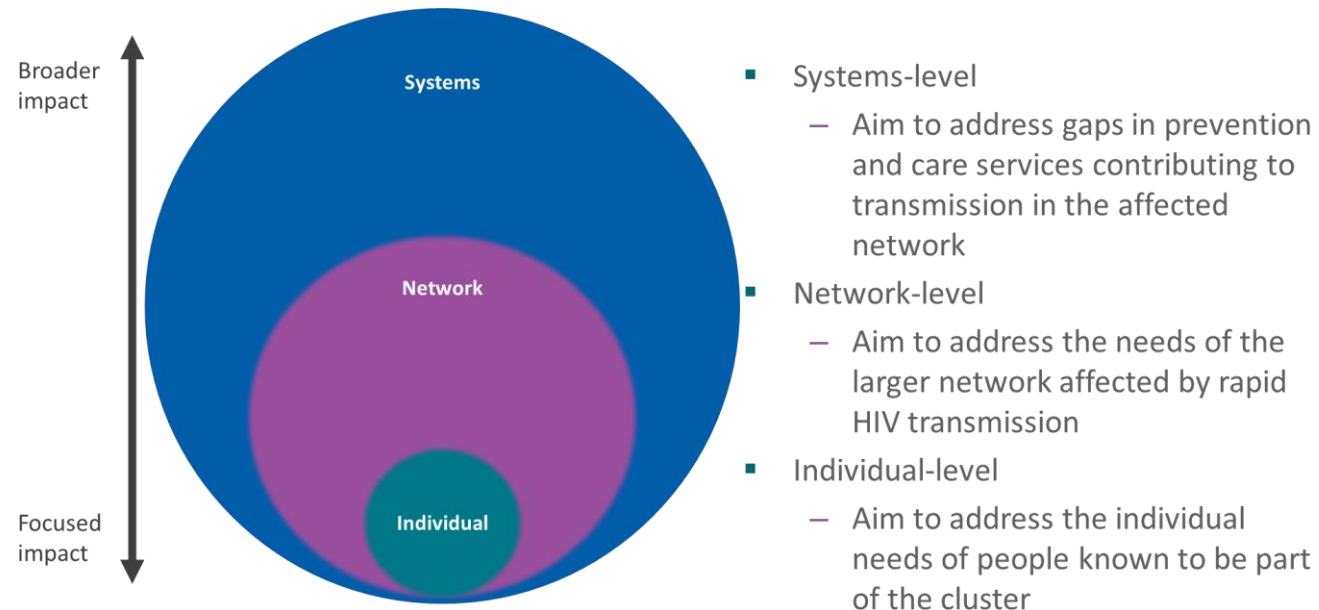 Broader
impact
Systems
Network
Individual
Focused
impact
▪ Systems-level
– Aim to address gaps in prevention
and care services contributing to
transmission in the affected
network
▪ Network-level
– Aim to address the needs of the
larger network affected by rapid
HIV transmission
▪ Individual-level
– Aim to address the individual
needs of people known to be part
of the cluster